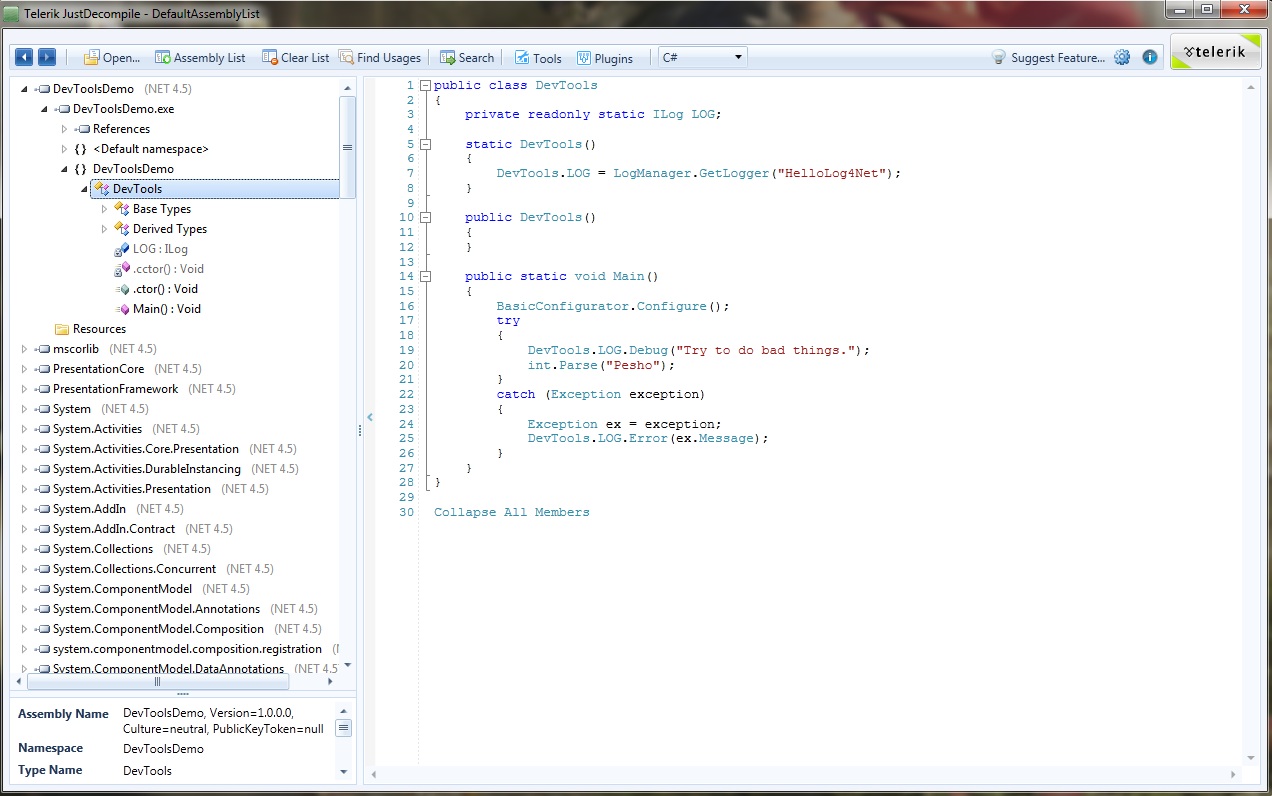 Telerik JustDecompile - DefaultAssemblyList
Open... Assembly List Clear List Find Usages Search Tools Plugins C# Suggest Feature... telerik
DevToolsDemo (NET 4.5)
DevToolsDemo.exe
References
{} <Default namespace>
{} DevToolsDemo
DevTools
Base Types
Derived Types
LOG : ILog
.cctor() : Void
.ctor() : Void
Main() : Void
Resources
mscorlib (NET 4.5)
PresentationCore (NET 4.5)
PresentationFramework (NET 4.5)
System (NET 4.5)
System.Activities (NET 4.5)
System.Activities.Core.Presentation (NET 4.5)
System.Activities.DurableInstancing (NET 4.5)
System.Activities.Presentation (NET 4.5)
System.AddIn (NET 4.5)
System.AddIn.Contract (NET 4.5)
System.Collections (NET 4.5)
System.Collections.Concurrent (NET 4.5)
System.ComponentModel (NET 4.5)
System.ComponentModel.Annotations (NET 4.5)
System.ComponentModel.Composition (NET 4.5)
system.componentmodel.composition.registration
System.ComponentModel.DataAnnotations (NET 4.5
Assembly Name DevToolsDemo, Version=1.0.0.0,
Culture=neutral, PublicKeyToken=null
Namespace DevToolsDemo
Type Name DevTools
1 public class DevTools
2 {
3 private readonly static ILog LOG;
4
5 static DevTools()
6 {
7 DevTools.LOG = LogManager.GetLogger("HelloLog4Net");
8 }
9
10 public DevTools()
11 {
12 }
13
14 public static void Main()
15 {
16 BasicConfigurator.Configure();
17 try
18 {
19 DevTools.LOG.Debug("Try to do bad things.");
20 int.Parse("Pesho");
21 }
22 catch (Exception exception)
23 {
24 Exception ex = exception;
25 DevTools.LOG.Error(ex.Message);
26 }
27 }
28 }
29
30 Collapse All Members